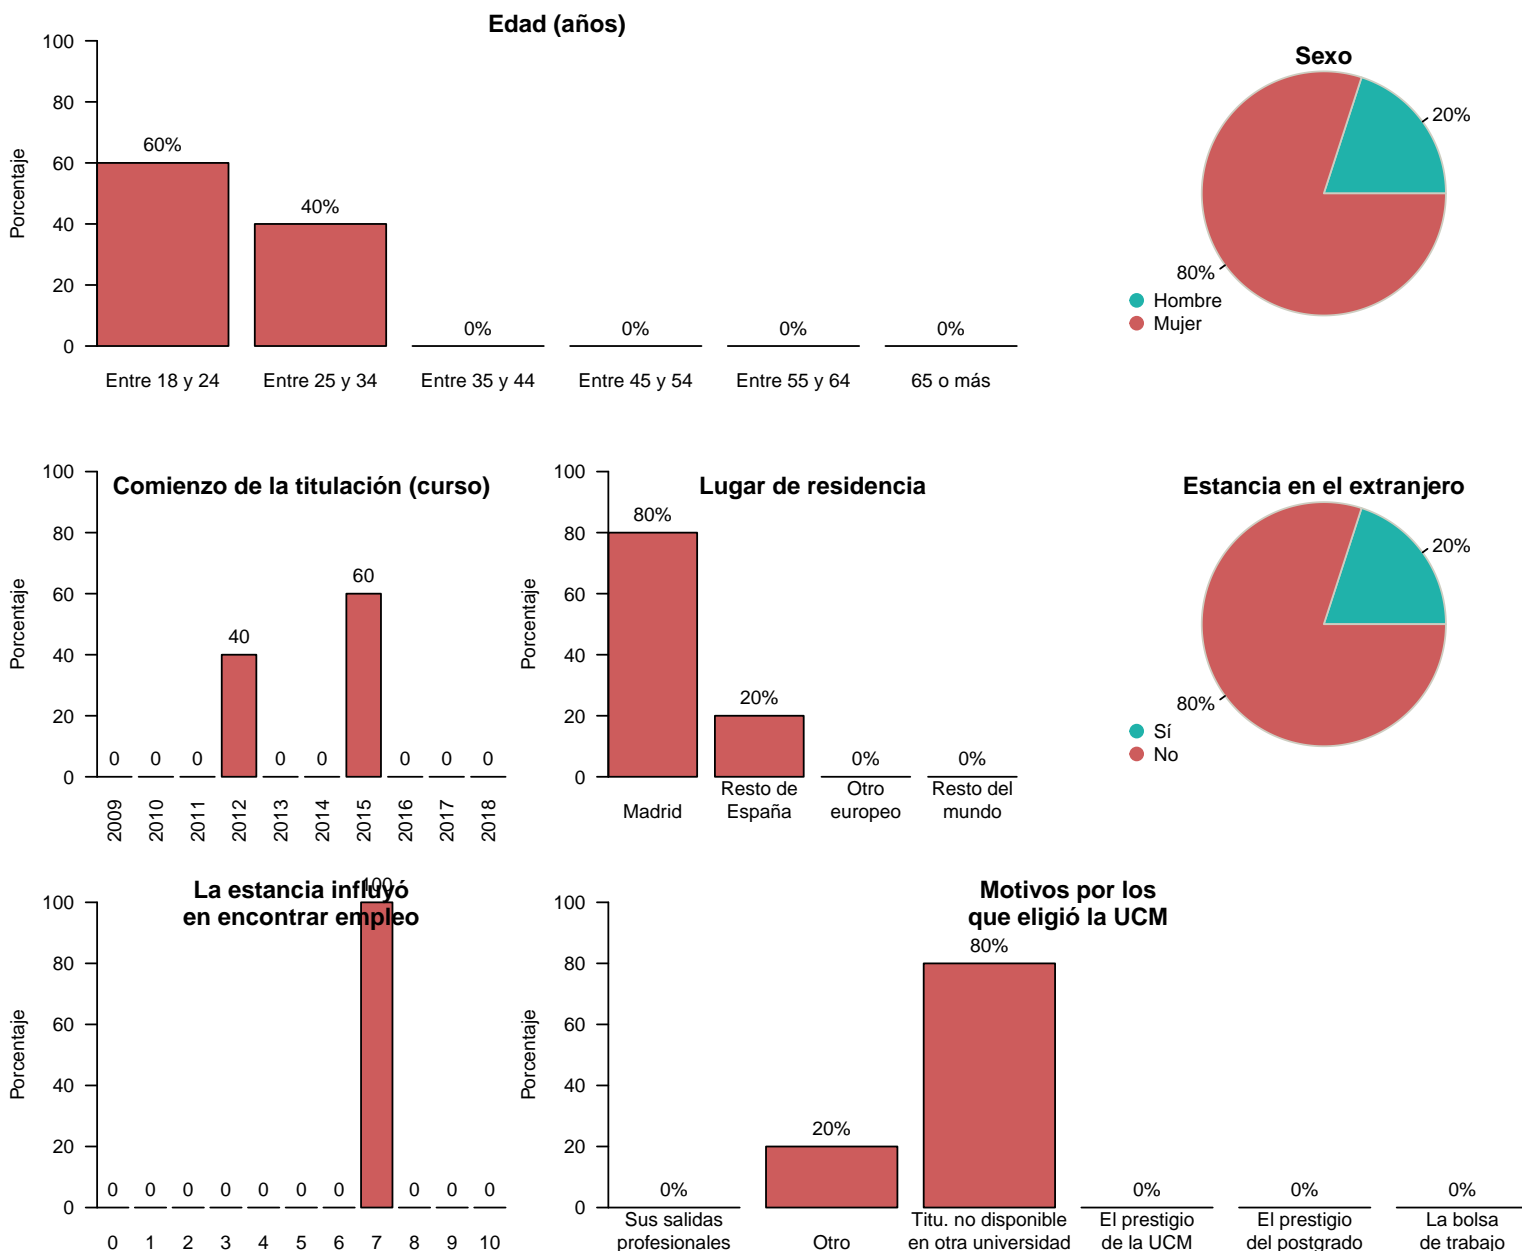 Edad (años)
Porcentaje
100
80
60
40
20
0
60%
40%
0%
0%
0%
0%
Entre 18 y 24
Entre 25 y 34
Entre 35 y 44
Entre 45 y 54
Entre 55 y 64
65 o más
Sexo
20%
80%
Hombre
Mujer
Comienzo de la titulación (curso)
Porcentaje
100
80
60
40
20
0
0
0
0
40
0
0
60
0
0
0
2009
2010
2011
2012
2013
2014
2015
2016
2017
2018
Lugar de residencia
Porcentaje
100
80
60
40
20
0
80%
20%
0%
0%
Madrid
Resto de
España
Otro
europeo
Resto del
mundo
Estancia en el extranjero
20%
80%
Sí
No
La estancia influyó
en encontrar empleo
Porcentaje
100
80
60
40
20
0
0
0
0
0
0
0
0
100
0
0
0
0
1
2
3
4
5
6
7
8
9
10
Motivos por los
que eligió la UCM
Porcentaje
100
80
60
40
20
0
0%
20%
80%
0%
0%
0%
Sus salidas
profesionales
Otro
Titu. no disponible
en otra universidad
El prestigio
de la UCM
El prestigio
del postgrado
La bolsa
de trabajo